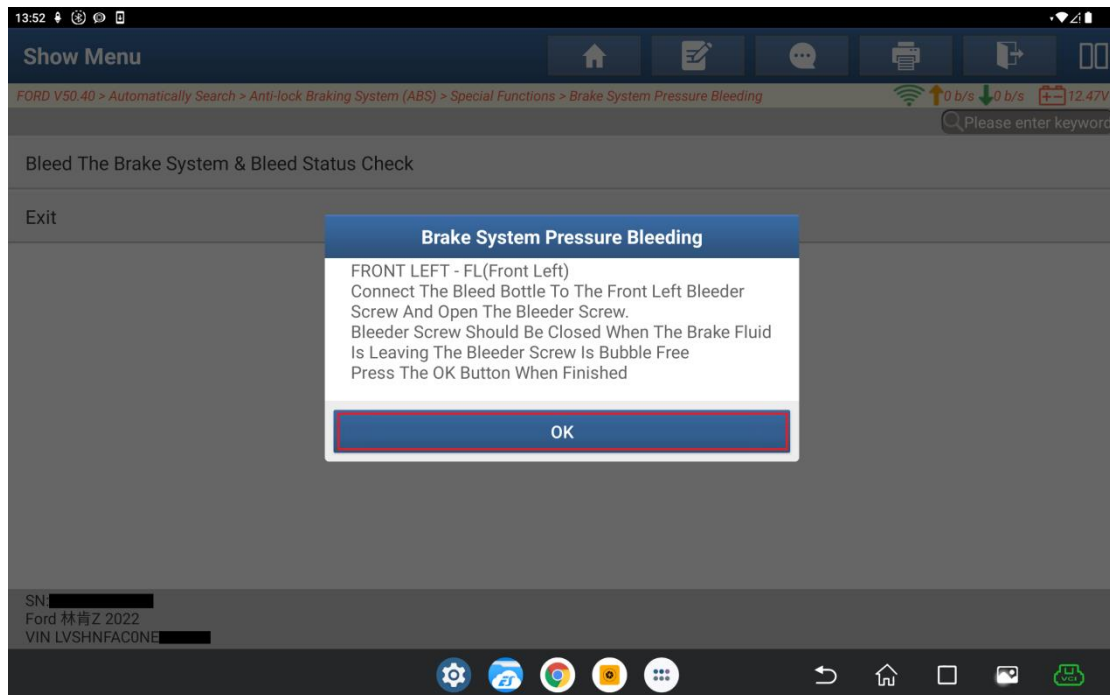 13:52
Show Menu
FORD V50.40 > Automatically Search > Anti-lock Braking System (ABS) > Special Functions > Brake System Pressure Bleeding
0 b/s 0 b/s 12.47V
Please enter keyword
Bleed The Brake System & Bleed Status Check
Exit
Brake System Pressure Bleeding
FRONT LEFT - FL(Front Left)
Connect The Bleed Bottle To The Front Left Bleeder
Screw And Open The Bleeder Screw.
Bleeder Screw Should Be Closed When The Brake Fluid
Is Leaving The Bleeder Screw Is Bubble Free
Press The OK Button When Finished
OK
SN:
Ford 林肯Z 2022
VIN LVSHNFAC0NE
ES
VCI